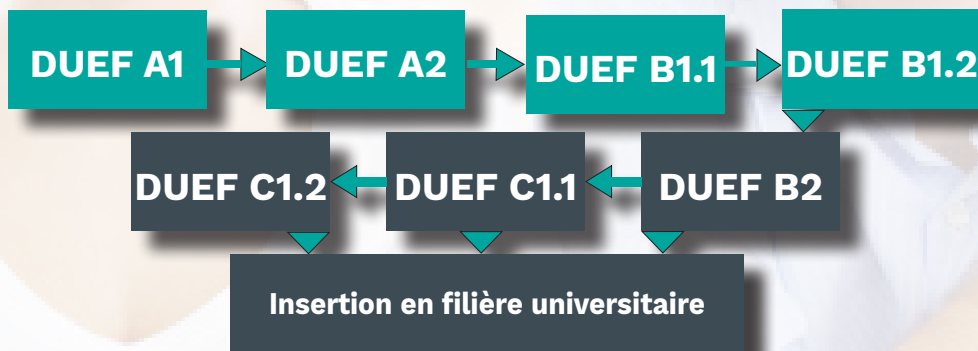 DUEF A1
DUEF A2
DUEF B1.1
DUEF B1.2
DUEF C1.2
DUEF C1.1
DUEF B2
Insertion en filière universitaire